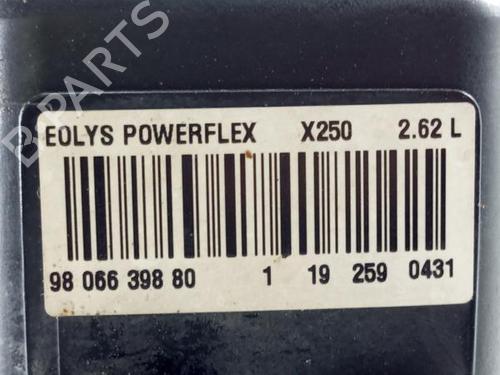 EOLYS POWERFLEX X250 2.62 L
98 066 398 80 1 19 259 0431
B-PARTS